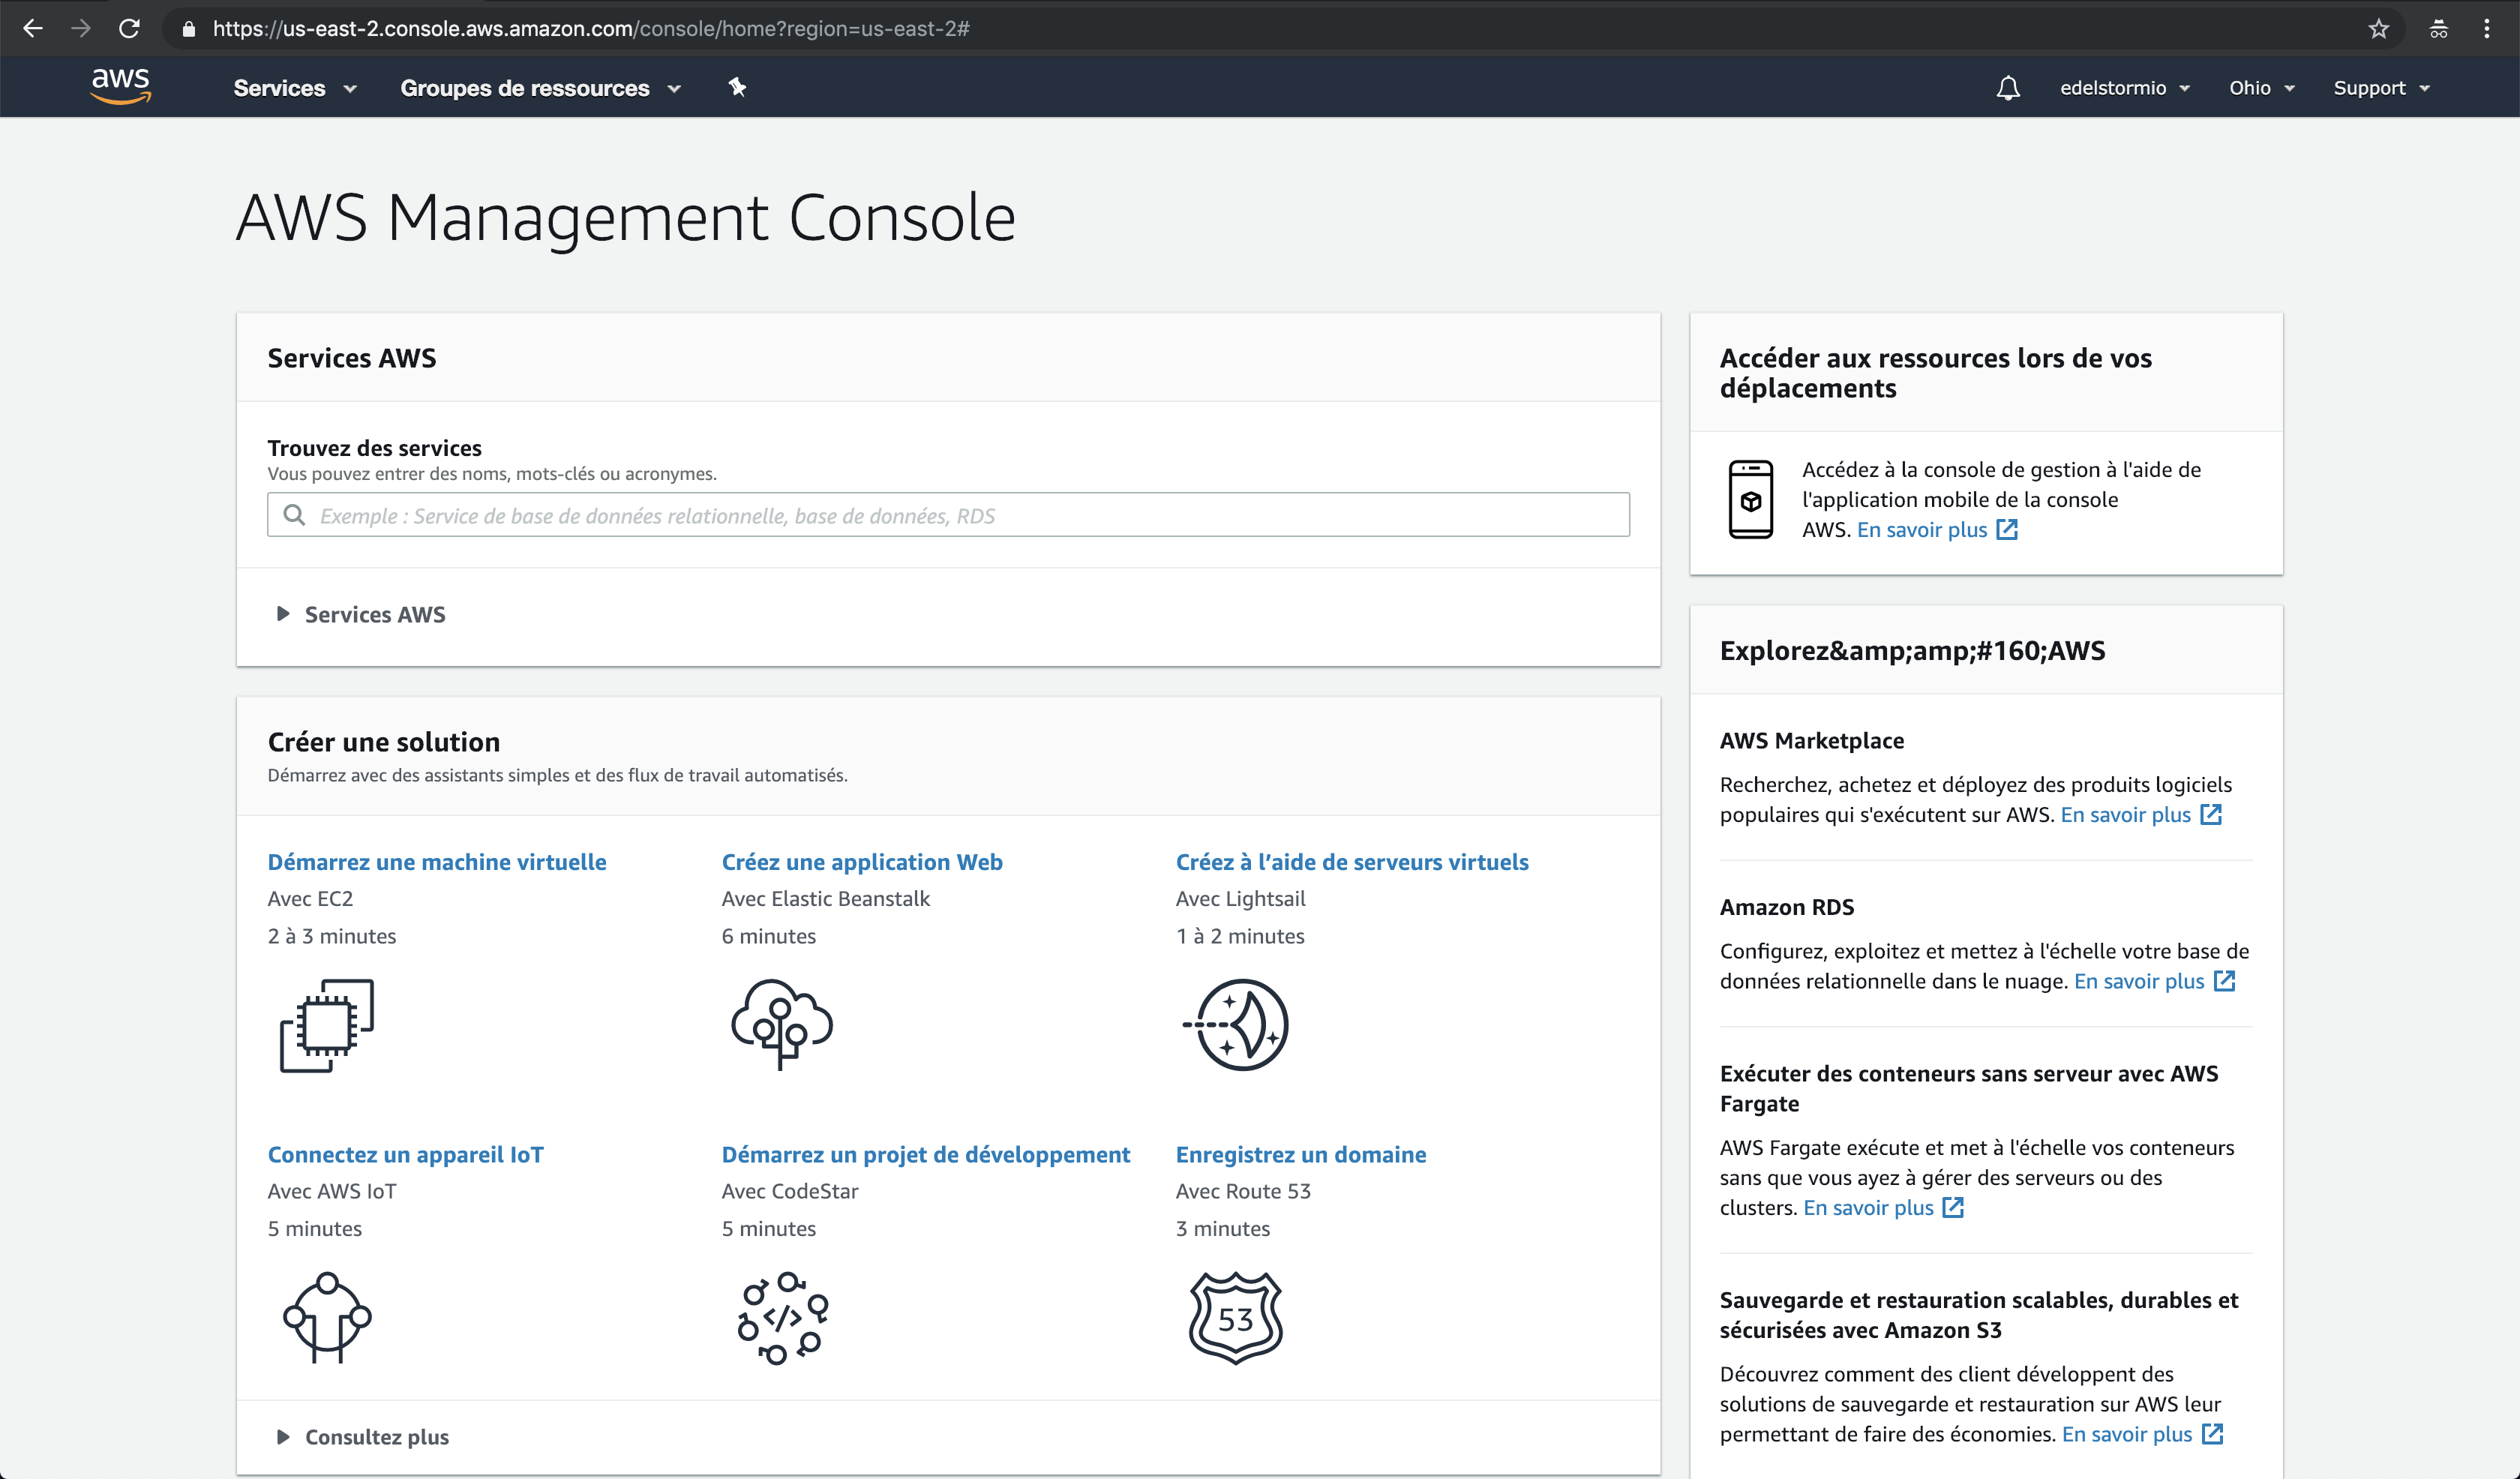 https://us-east-2.console.aws.amazon.com/console/home?region=us-east-2#
aws
Services
Groupes de ressources
edelstormio
Ohio
Support
AWS Management Console
Services AWS
Trouvez des services
Vous pouvez entrer des noms, mots-clés ou acronymes.
Exemple : Service de base de données relationnelle, base de données, RDS
Services AWS
Créer une solution
Démarrez avec des assistants simples et des flux de travail automatisés.
Démarrez une machine virtuelle
Avec EC2
2 à 3 minutes
Créez une application Web
Avec Elastic Beanstalk
6 minutes
Créez à l’aide de serveurs virtuels
Avec Lightsail
1 à 2 minutes
Connectez un appareil IoT
Avec AWS IoT
5 minutes
Démarrez un projet de développement
Avec CodeStar
5 minutes
</>
Enregistrez un domaine
Avec Route 53
3 minutes
53
Consultez plus
Accéder aux ressources lors de vos
déplacements
Accédez à la console de gestion à l'aide de
l'application mobile de la console
AWS. En savoir plus
Explorez&amp;amp;#160;AWS
AWS Marketplace
Recherchez, achetez et déployez des produits logiciels
populaires qui s'exécutent sur AWS. En savoir plus
Amazon RDS
Configurez, exploitez et mettez à l'échelle votre base de
données relationnelle dans le nuage. En savoir plus
Exécuter des conteneurs sans serveur avec AWS
Fargate
AWS Fargate exécute et met à l'échelle vos conteneurs
sans que vous ayez à gérer des serveurs ou des
clusters. En savoir plus
Sauvegarde et restauration scalables, durables et
sécurisées avec Amazon S3
Découvrez comment des client développent des
solutions de sauvegarde et restauration sur AWS leur
permettant de faire des économies. En savoir plus